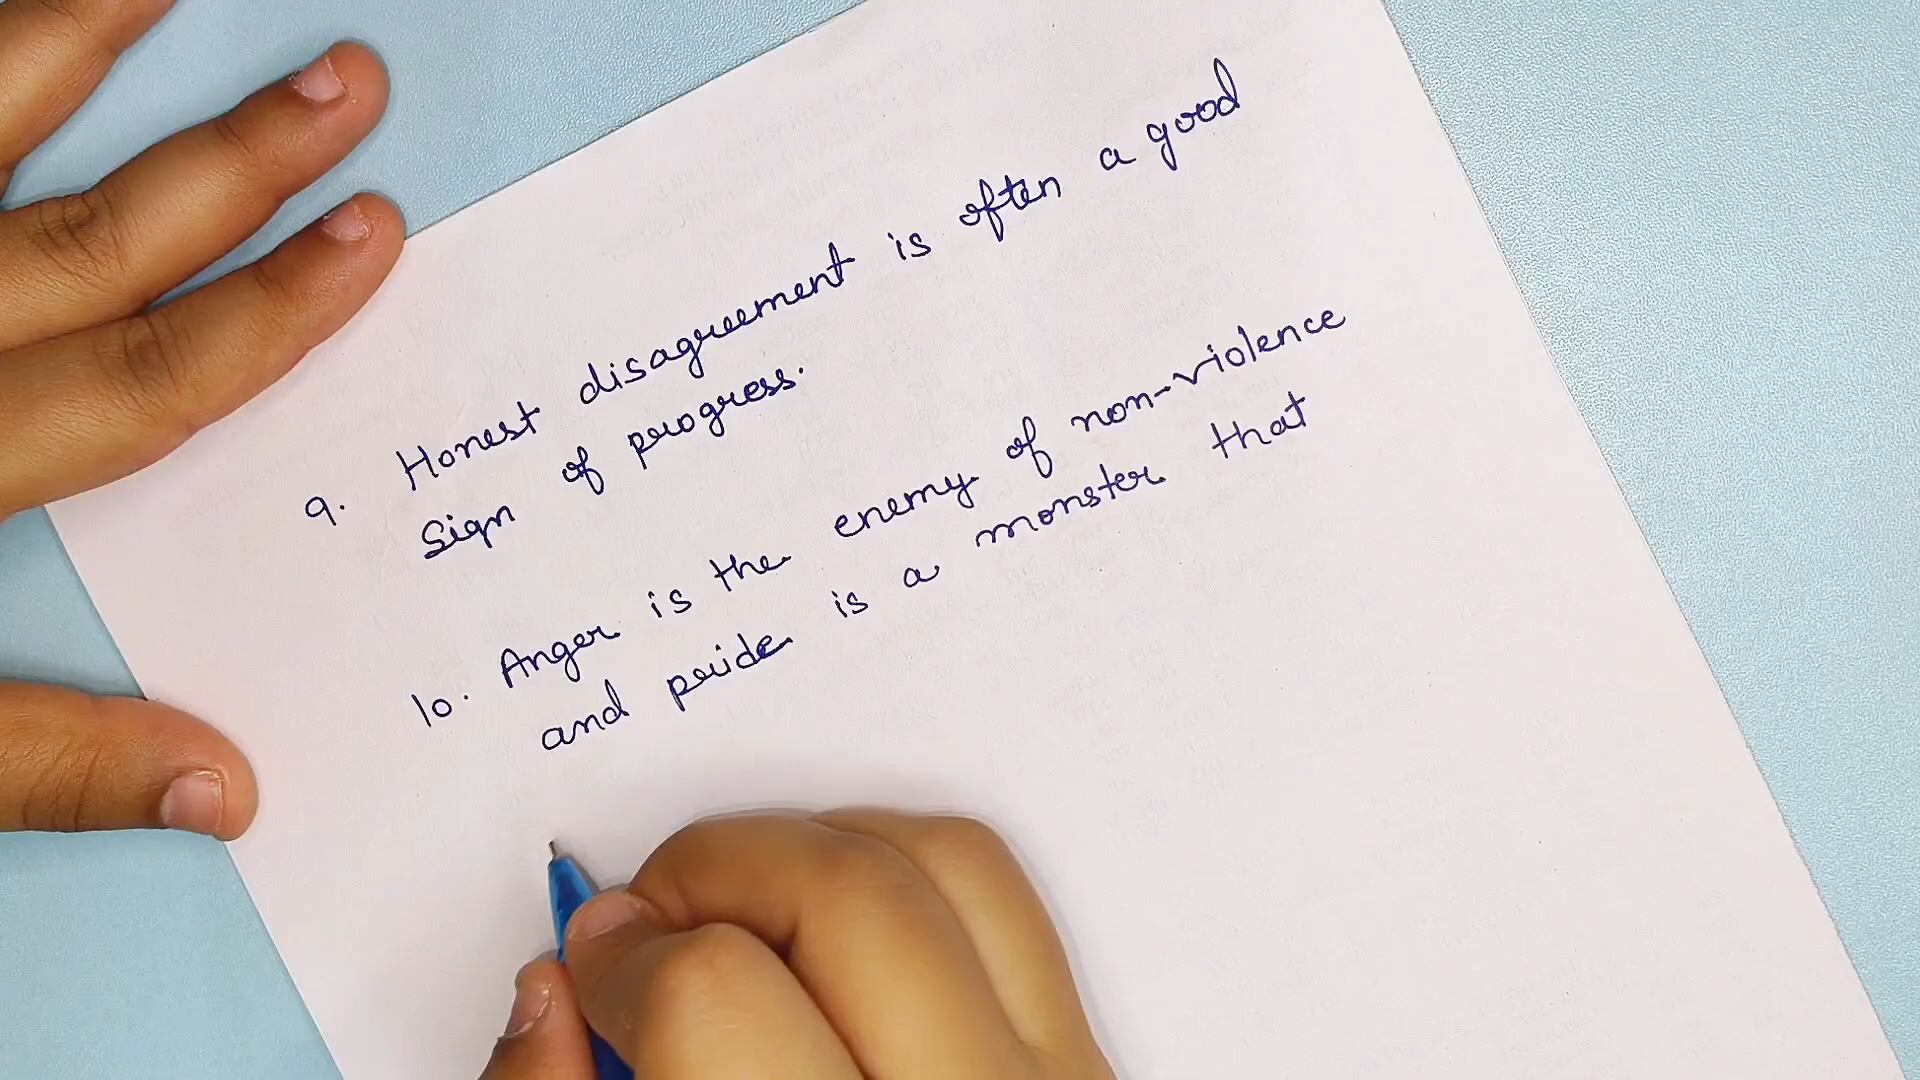 9. Honest disagreement is often a good
Sign of progress.
10. Anger is the enemy of non-violence
and pride is a monster that